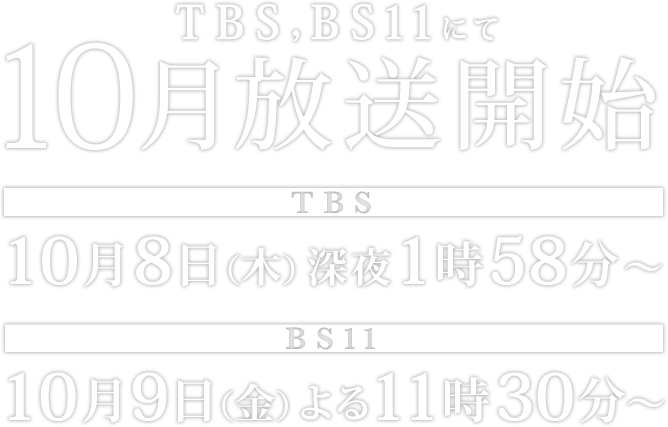 TBS,BS11にて
10月放送開始
TBS
10月8日(木)深夜1時58分～
BS11
10月9日(金)よる11時30分～